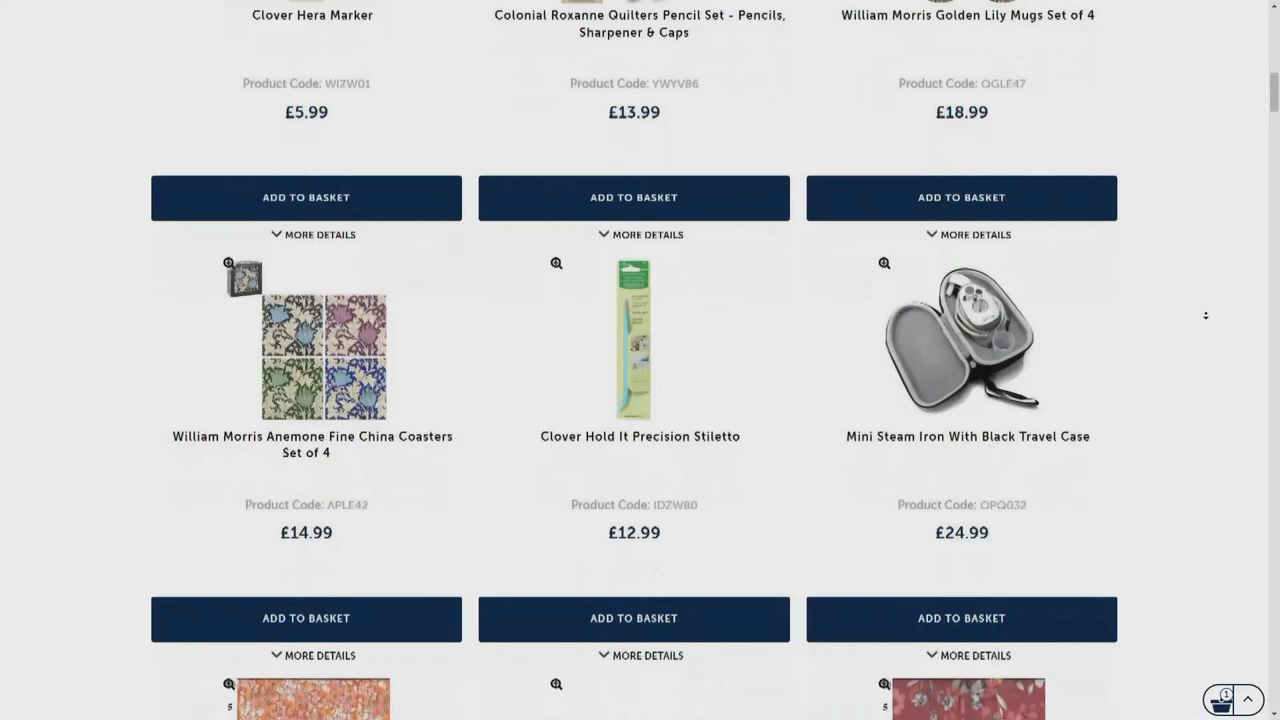 Clover Hera Marker
Colonial Roxanne Quilters Pencil Set - Pencils,
Sharpener & Caps
William Morris Golden Lily Mugs Set of 4
Product Code: WIZW01
Product Code: YWYV86
Product Code: QGLE47
£5.99
£13.99
£18.99
ADD TO BASKET
ADD TO BASKET
ADD TO BASKET
MORE DETAILS
MORE DETAILS
MORE DETAILS
William Morris Anemone Fine China Coasters
Set of 4
Clover Hold It Precision Stiletto
Mini Steam Iron With Black Travel Case
Product Code: APLE42
Product Code: IDZW80
Product Code: OPQ032
£14.99
£12.99
£24.99
ADD TO BASKET
ADD TO BASKET
ADD TO BASKET
MORE DETAILS
MORE DETAILS
MORE DETAILS
5
5
1